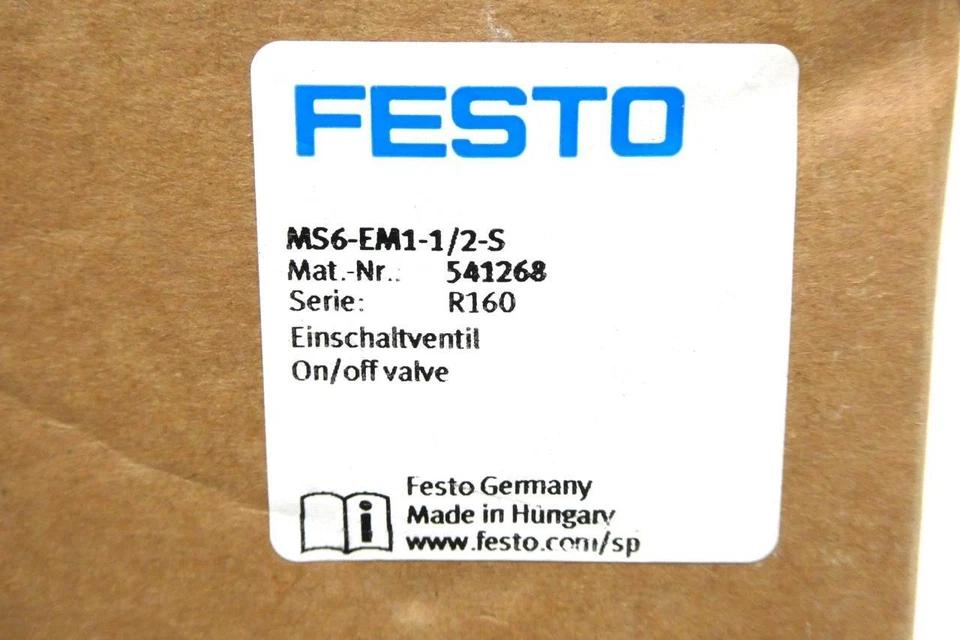 FESTO
MS6-EM1-1/2-S
Mat.-Nr.: 541268
Serie: R160
Einschaltventil
On/off valve
i
Festo Germany
Made in Hungary
www.festo.com/sp